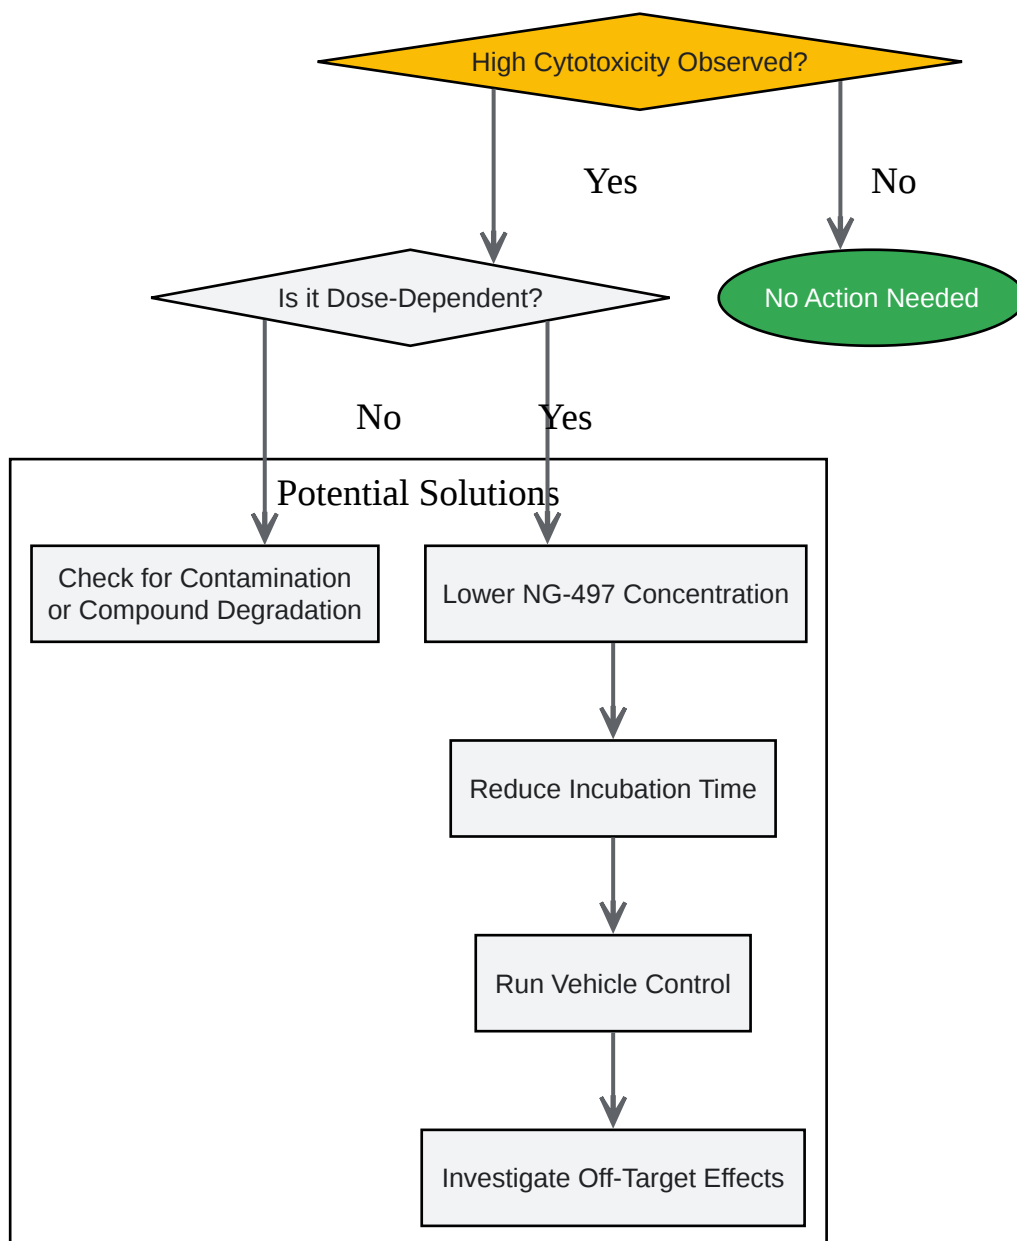 High Cytotoxicity Observed?
Yes
No
Is it Dose-Dependent?
No Action Needed
No
Yes
Potential Solutions
Check for Contamination
or Compound Degradation
Lower NG-497 Concentration
Reduce Incubation Time
Run Vehicle Control
Investigate Off-Target Effects